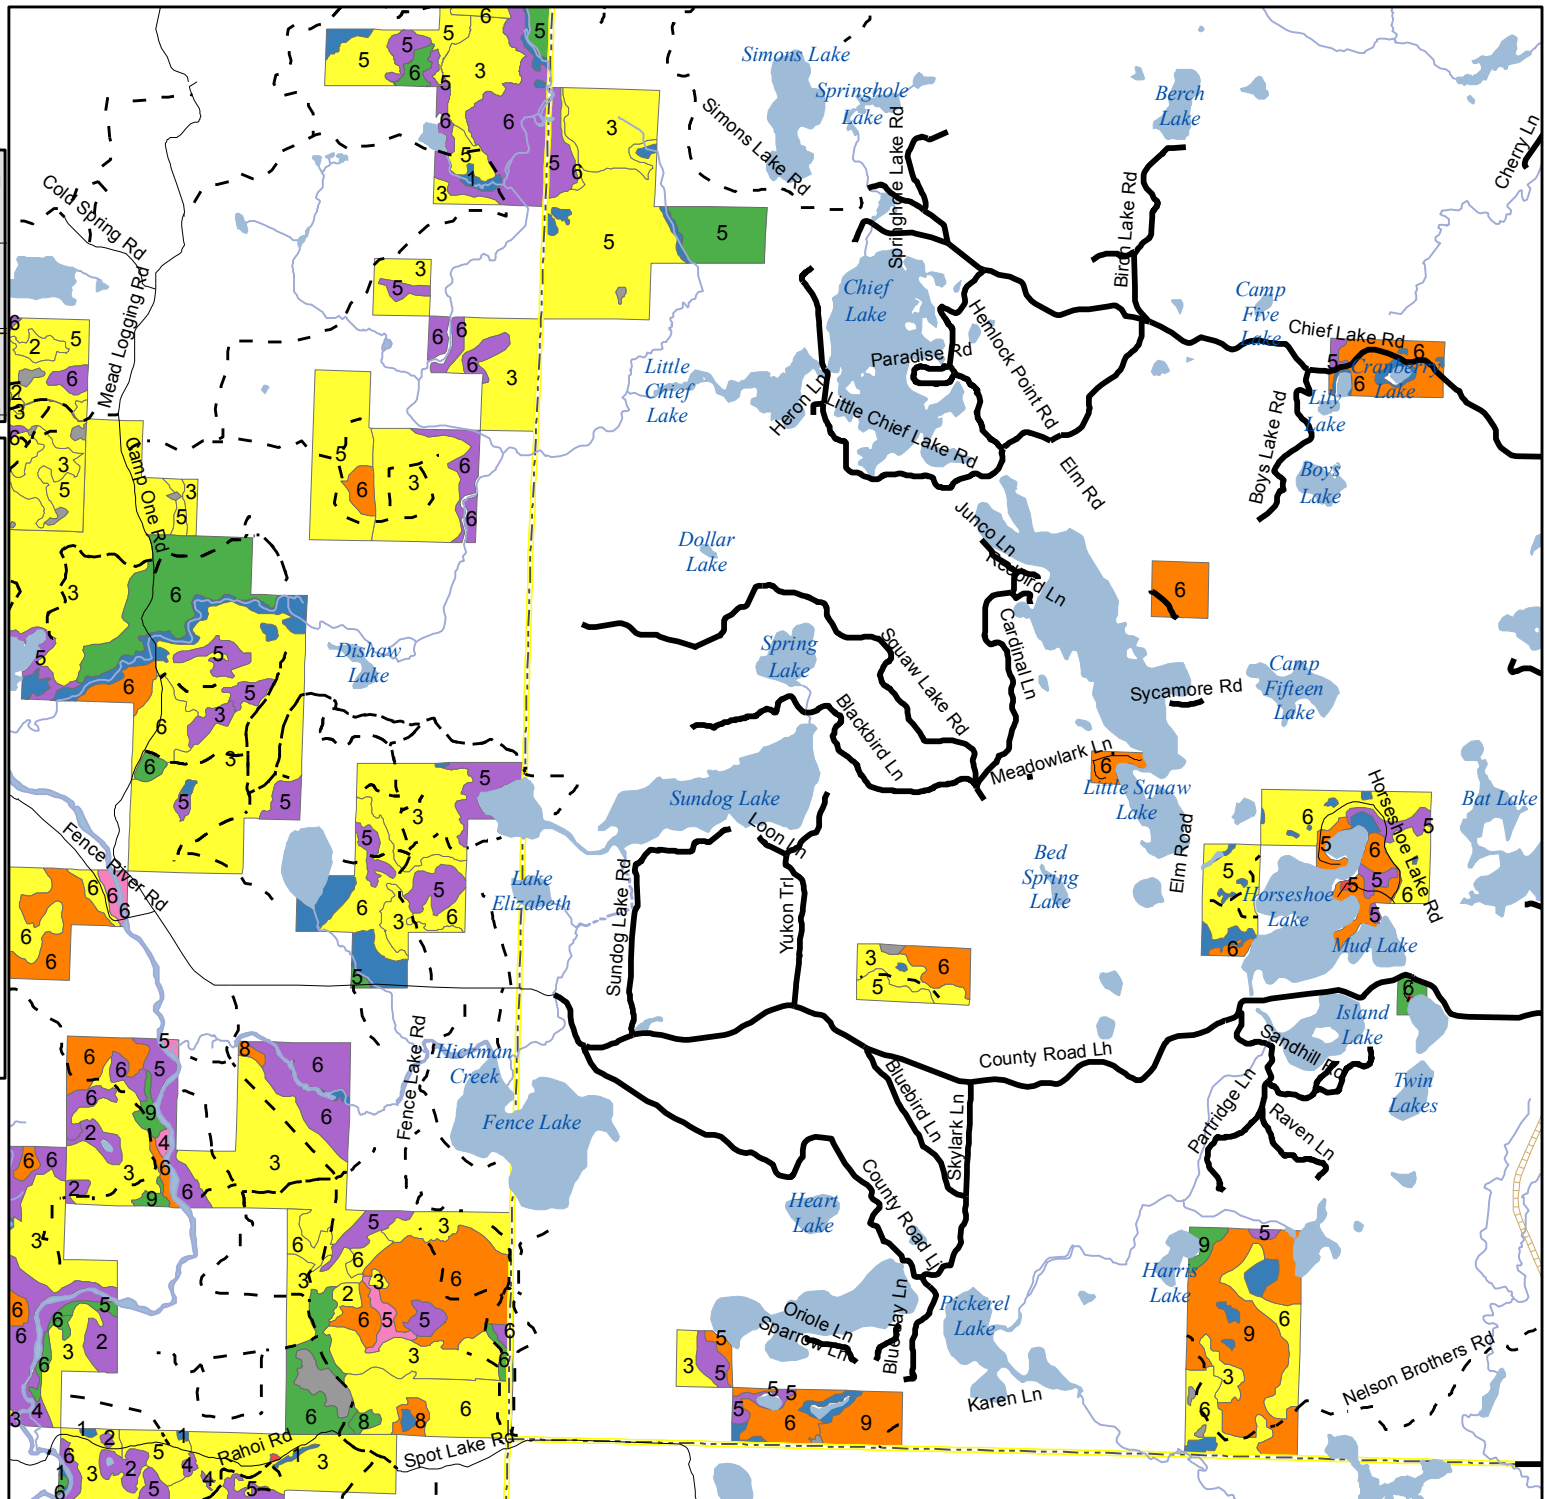 Simons Lake
Springhole
Lake
Berch
Lake
Simons Lake Rd
Springhole Lake Rd
Cherry Ln
Cold Spring Rd
Mead Logging Rd
Biron Lake Rd
Chief
Lake
Camp
Five
Lake
Chief Lake Rd
Hemlock Point Rd
Paradise Rd
Cranberry
Lake
Little
Chief
Lake
Heron Ln
Little Chief Lake Rd
Lily
Lake
Boys Lake Rd
Boys
Lake
Elm Rd
Camp One Rd
Junco Ln
Redbird Ln
Dollar
Lake
Cardinal Ln
Spring
Lake
Squaw Lake Rd
Dishaw
Lake
Sycamore Rd
Camp
Fifteen
Lake
Blackbird Ln
Meadowlark Ln
Little Squaw
Lake
Sundog Lake
Loon Ln
Horseshoe Lake Rd
Bat Lake
Fence River Rd
Elm Road
Bed
Spring
Lake
Lake
Elizabeth
Sundog Lake Rd
Yukon Trl
Horseshoe
Lake
Mud Lake
Island
Lake
Sandhill Rd
Fence Lake Rd
Hickman
Creek
County Road Lh
Fence Lake
Bluebird Ln
Skylark Ln
Partridge Ln
Raven Ln
Twin
Lakes
Heart
Lake
County Road Lj
Harris
Lake
Oriole Ln
Sparrow Ln
Bluejay Ln
Pickerel
Lake
Karen Ln
Nelson Brothers Rd
Rahoi Rd
Spot Lake Rd